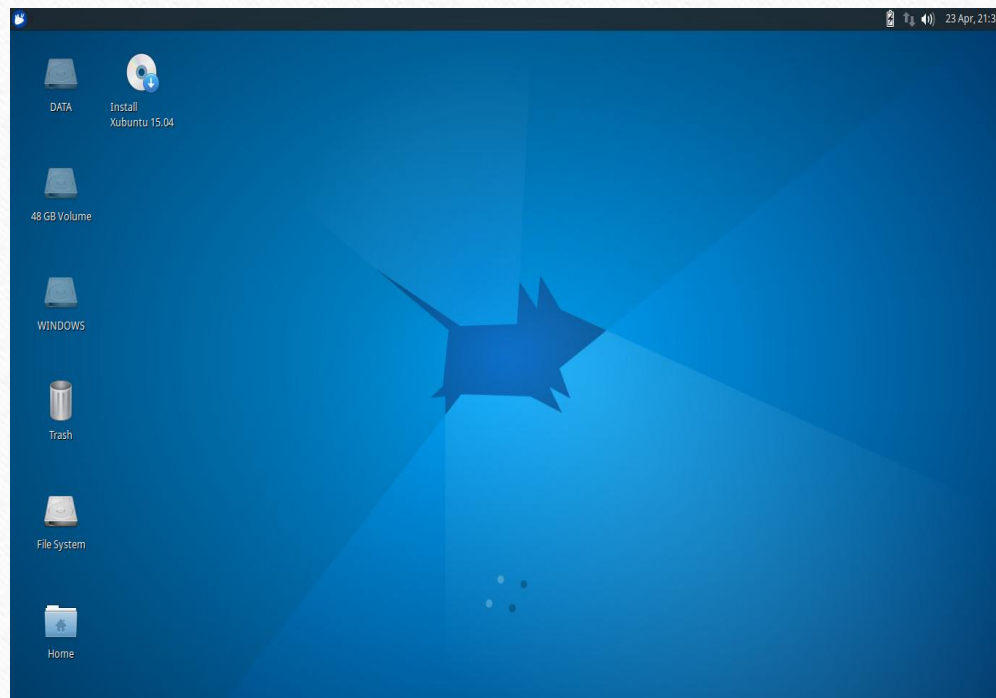 23 Apr, 21:3
DATA
Install
Xubuntu 15.04
48 GB Volume
WINDOWS
Trash
File System
Home